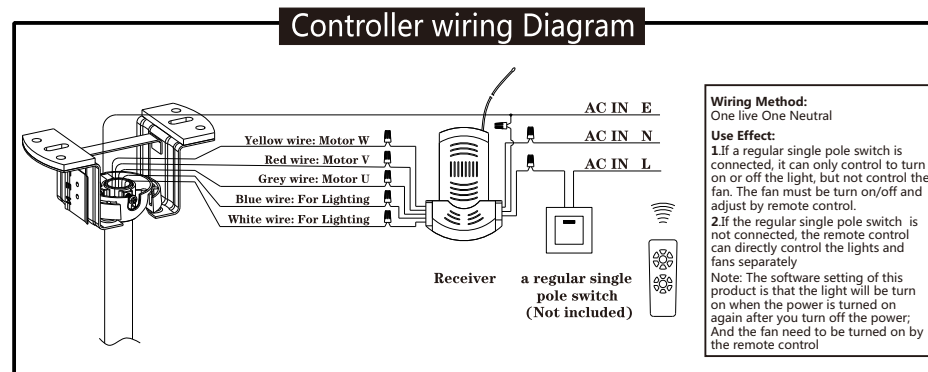 Controller wiring Diagram
AC IN E
AC IN N
AC IN L
Yellow wire: Motor W
Red wire: Motor V
Grey wire: Motor U
Blue wire: For Lighting
White wire: For Lighting
Receiver
a regular single
pole switch
(Not included)
Wiring Method:
One live One Neutral
Use Effect:
1.If a regular single pole switch is
connected, it can only control to turn
on or off the light, but not control the
fan. The fan must be turn on/off and
adjust by remote control.
2.If the regular single pole switch is
not connected, the remote control
can directly control the lights and
fans separately
Note: The software setting of this
product is that the light will be turn
on when the power is turned on
again after you turn off the power;
And the fan need to be turned on by
the remote control